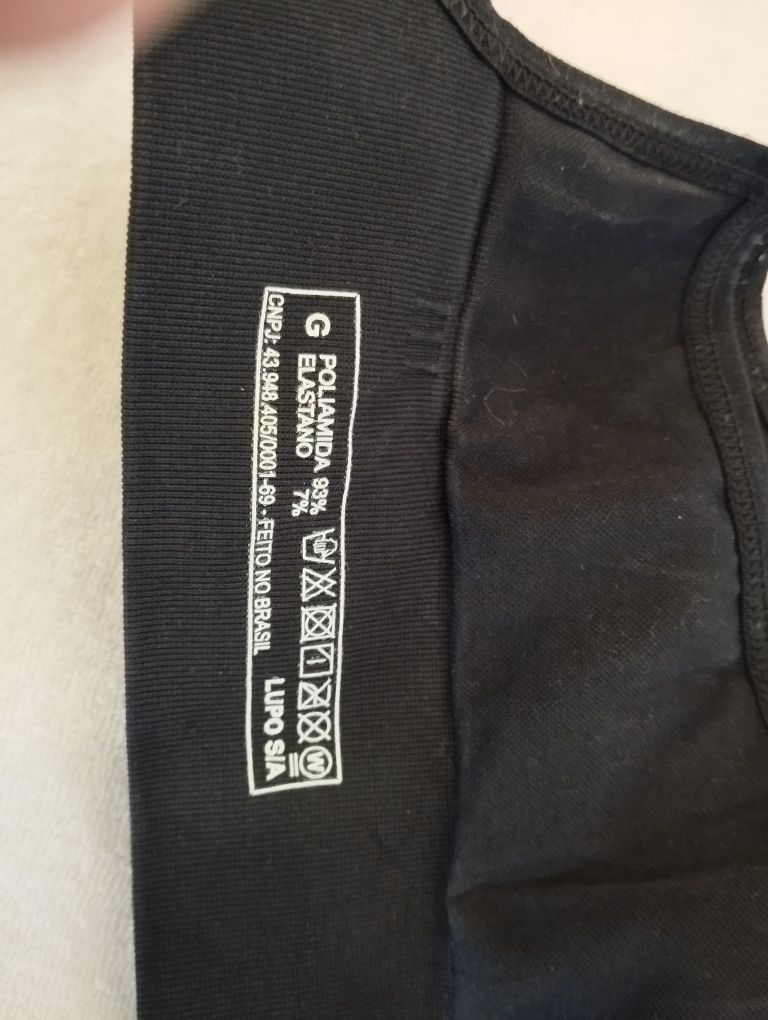 G POLIAMIDA 93%
ELASTANO 7%
W
CNPJ: 43.948.405/0001-69 - FEITO NO BRASIL LUPO S/A